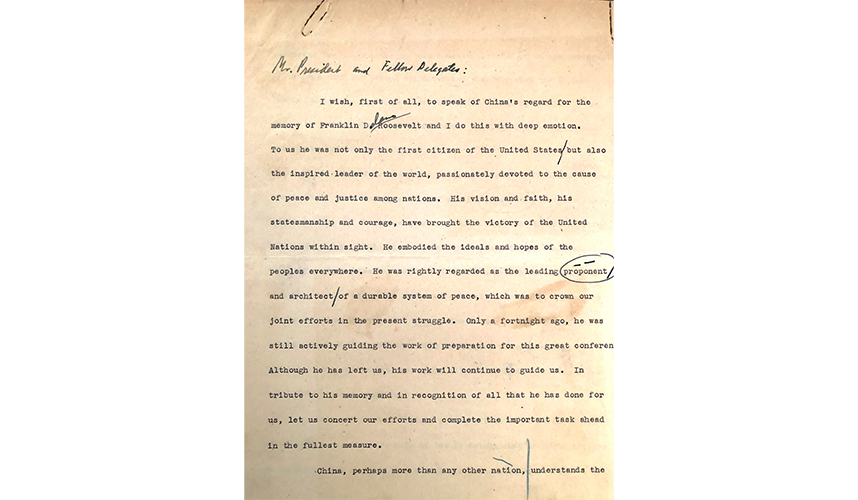 Mr. President and Fellow Delegates:
I wish, first of all, to speak of China's regard for the
memory of Franklin D. Roosevelt and I do this with deep emotion.
To us he was not only the first citizen of the United States/but also
the inspired leader of the world, passionately devoted to the cause
of peace and justice among nations. His vision and faith, his
statesmanship and courage, have brought the victory of the United
Nations within sight. He embodied the ideals and hopes of the
peoples everywhere. He was rightly regarded as the leading proponent/
and architect/of a durable system of peace, which was to crown our
joint efforts in the present struggle. Only a fortnight ago, he was
still actively guiding the work of preparation for this great conferen
Although he has left us, his work will continue to guide us. In
tribute to his memory and in recognition of all that he has done for
us, let us concert our efforts and complete the important task ahead
in the fullest measure.
China, perhaps more than any other nation, understands the